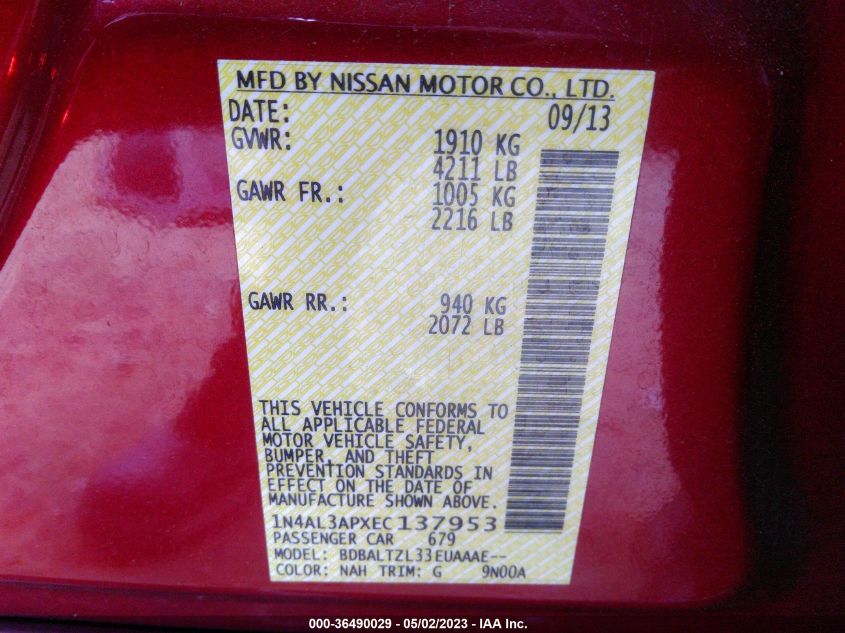 MFD BY NISSAN MOTOR CO., LTD.
DATE: 09/13
GVWR: 1910 KG
4211 LB
GAWR FR.: 1005 KG
2216 LB
GAWR RR.: 940 KG
2072 LB
THIS VEHICLE CONFORMS TO
ALL APPLICABLE FEDERAL
MOTOR VEHICLE SAFETY,
BUMPER, AND THEFT
PREVENTION STANDARDS IN
EFFECT ON THE DATE OF
MANUFACTURE SHOWN ABOVE.
1N4AL3APXEC137953
PASSENGER CAR 679
MODEL: BDBALTZL33EUAAAE--
COLOR: NAH TRIM: G 9N00A
000-36490029 - 05/02/2023 - IAA Inc.